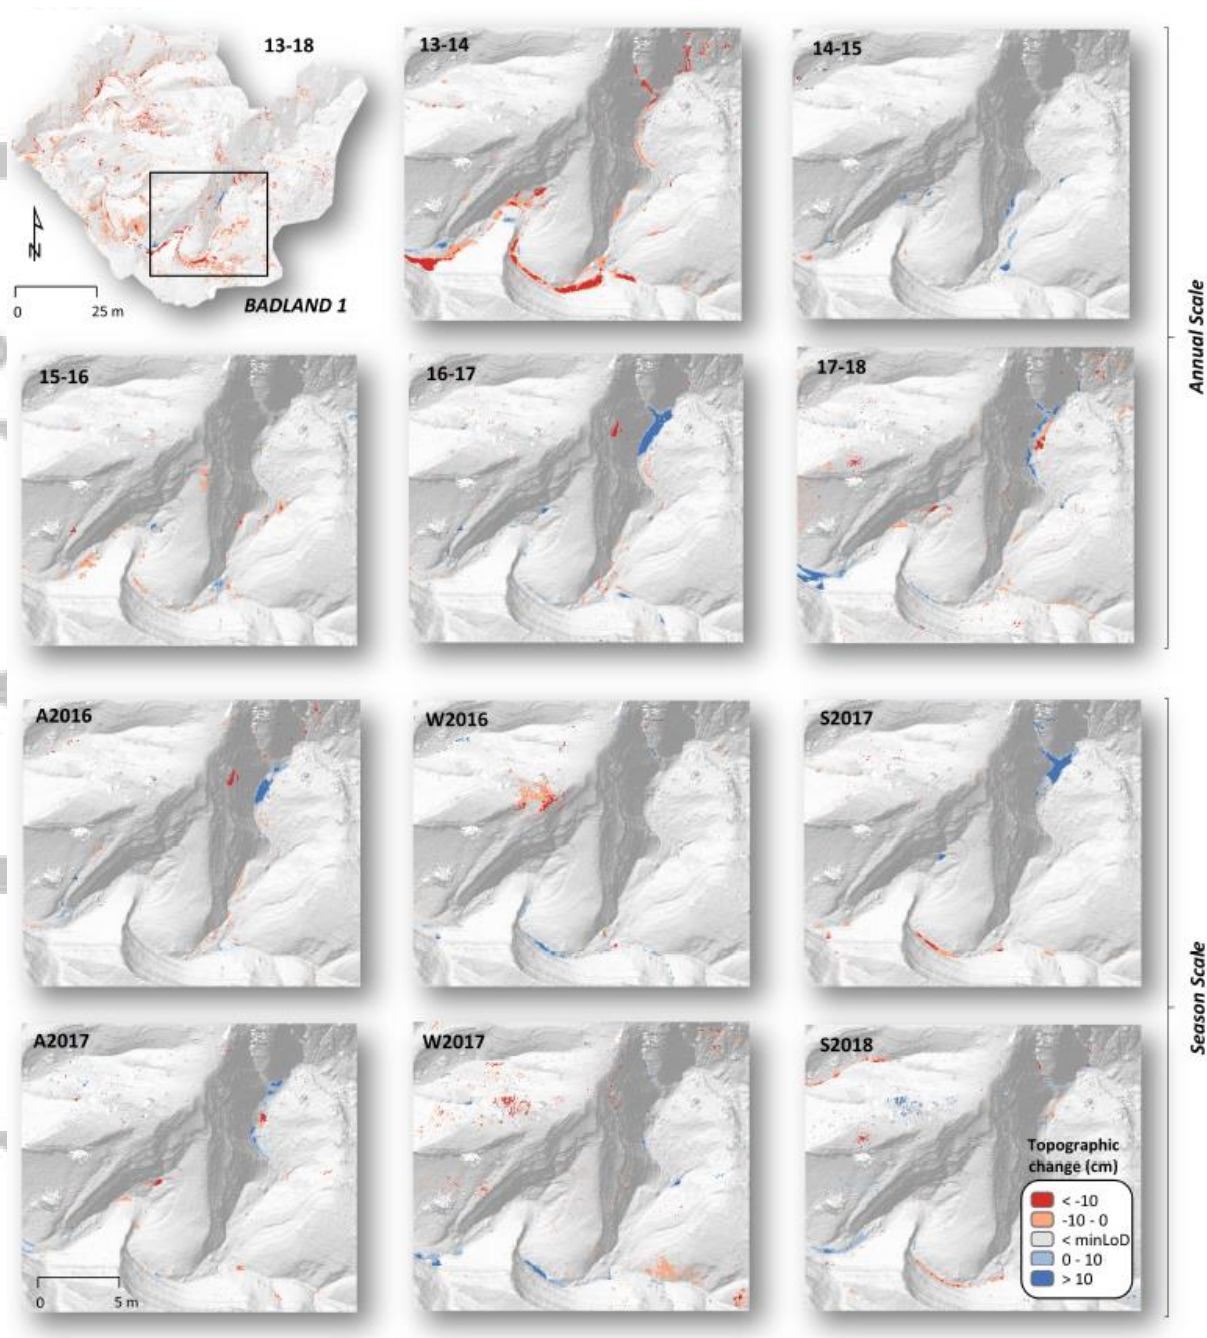 13-18
13-14
14-15
N
0 25 m
BADLAND 1
15-16
16-17
17-18
Annual Scale
A2016
W2016
S2017
A2017
W2017
S2018
0 5 m
Topographic
change (cm)
< -10
-10 - 0
< minLoD
0 - 10
> 10
Season Scale